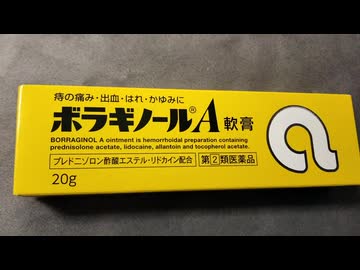 痔の痛み・出血・はれ・かゆみに
ボラギノール®A軟膏
BORRAGINOL A ointment is hemorrhoidal preparation containing
prednisolone acetate, lidocaine, allantoin and tocopherol acetate.
プレドニゾロン酢酸エステル・リドカイン配合 第②類医薬品
20g
a